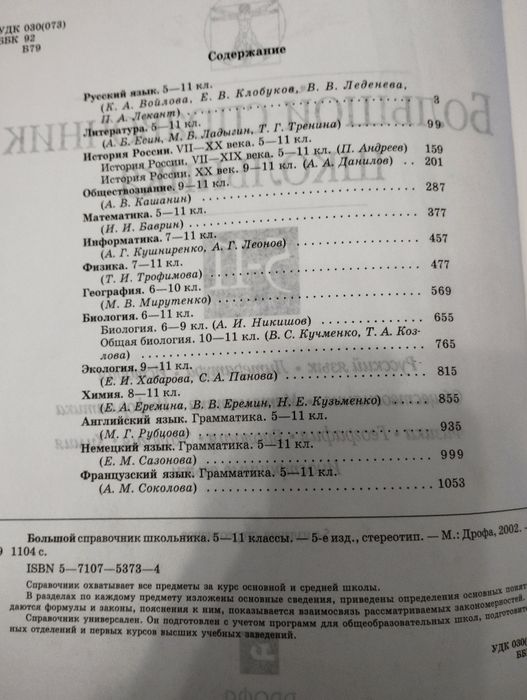 УДК 030(073)
ББК 92
В79
Содержание
Русский язык. 5—11 кл.
(К. А. Войлова, Е. В. Клобуков, В. В. Леденева,
П. А. Лекант) 3
Литература. 5—11 кл.
(А. Б. Есин, М. В. Ладыгин, Т. Г. Тренина) 99
История России. VII—XX века. 5—11 кл.
История России. VII—XIX века. 5—11 кл. (П. Андреев) 159
История России. XX век. 9—11 кл. (А. А. Данилов) .. 201
Обществознание. 9—11 кл.
(А. В. Кашанин) 287
Математика. 5—11 кл.
(И. И. Баврин) 377
Информатика. 7—11 кл.
(А. Г. Кушниренко, А. Г. Леонов) 457
Физика. 7—11 кл.
(Т. И. Трофимова) 477
География. 6—10 кл.
(М. В. Мирутенко) 569
Биология. 6—11 кл.
Биология. 6—9 кл. (А. И. Никишов) 655
Общая биология. 10—11 кл. (В. С. Кучменко, Т. А. Коз-
лова) 765
Экология. 9—11 кл.
(Е. И. Хабарова, С. А. Панова) 815
Химия. 8—11 кл.
(Е. А. Еремина, В. В. Еремин, Н. Е. Кузьменко) 855
Английский язык. Грамматика. 5—11 кл.
(М. Г. Рубцова) 935
Немецкий язык. Грамматика. 5—11 кл.
(Е. М. Сазонова) 999
Французский язык. Грамматика. 5—11 кл.
(А. М. Соколова) 1053
Большой справочник школьника. 5—11 классы. — 5-е изд., стереотип. — М.: Дрофа, 2002. —
9 1104 с.
ISBN 5—7107—5373—4
Справочник охватывает все предметы за курс основной и средней школы.
В разделах по каждому предмету изложены основные сведения, приведены определения основных понят
даются формулы и законы, пояснения к ним, показывается взаимосвязь рассматриваемых закономерностей.
Справочник универсален. Он подготовлен с учетом программ для общеобразовательных школ, подготовите
ных отделений и первых курсов высших учебных заведений.
УДК 030(
ББ